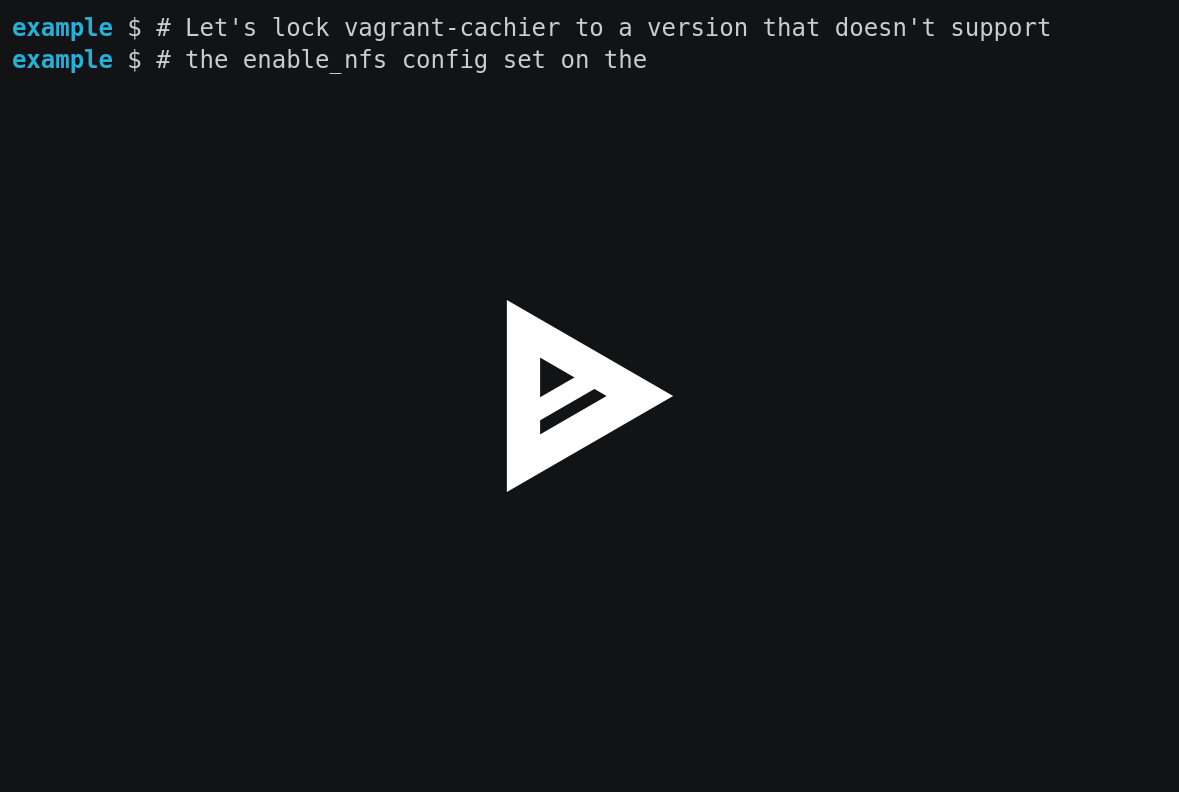 example $ # Let's lock vagrant-cachier to a version that doesn't support
example $ # the enable_nfs config set on the